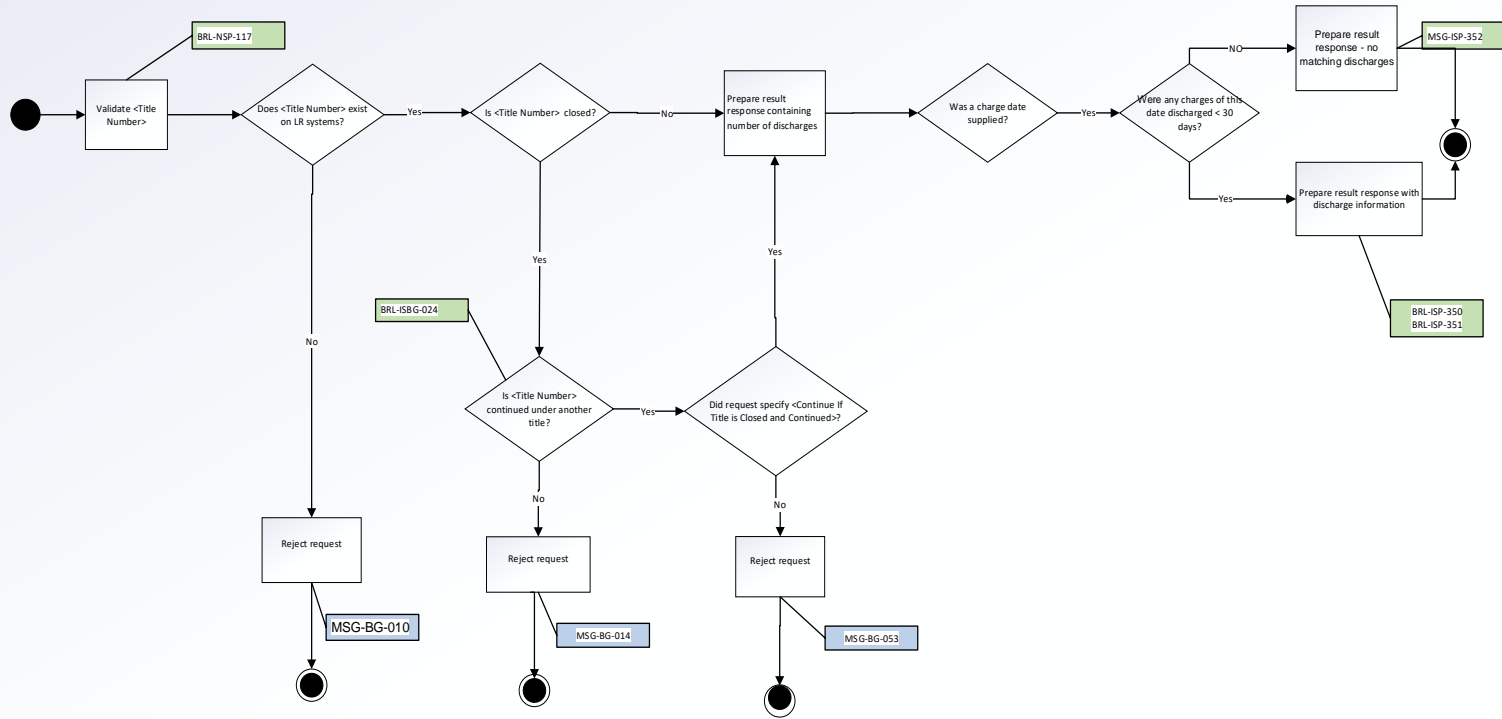 BRL-NSP-117
Validate <Title
Number>
Does <Title Number> exist
on LR systems?
Yes
Is <Title Number> closed?
No
Prepare result
response containing
number of discharges
Was a charge date
supplied?
Yes
Were any charges of this
date discharged < 30
days?
NO
Prepare result
response - no
matching discharges
MSG-ISP-352
Yes
Prepare result response with
discharge information
BRL-ISP-350
BRL-ISP-351
No
Yes
Yes
BRL-ISBG-024
Is <Title Number>
continued under another
title?
Yes
Did request specify <Continue If
Title is Closed and Continued>?
No
No
Reject request
Reject request
Reject request
MSG-BG-010
MSG-BG-014
MSG-BG-053